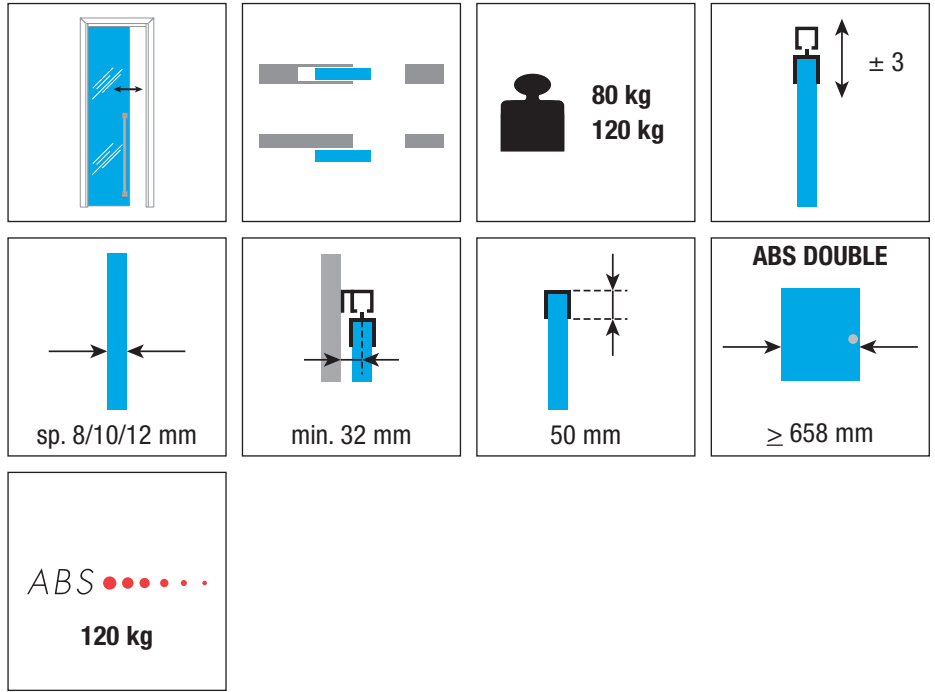 80 kg
120 kg
± 3
sp. 8/10/12 mm
min. 32 mm
50 mm
ABS DOUBLE
≥ 658 mm
ABS
120 kg